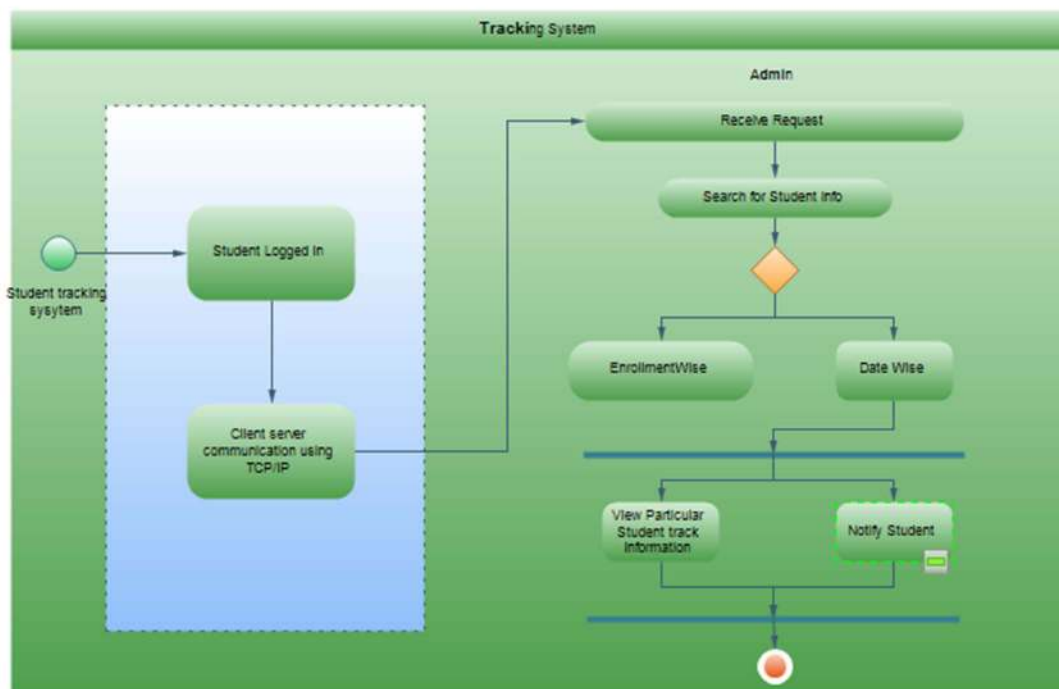 Tracking System
Admin
Receive Request
Search for Student Info
Student Logged In
Student tracking
sysytem
EnrollmentWise
Date Wise
Client server
communication using
TCP/IP
View Particular
Student track
Information
Notify Student